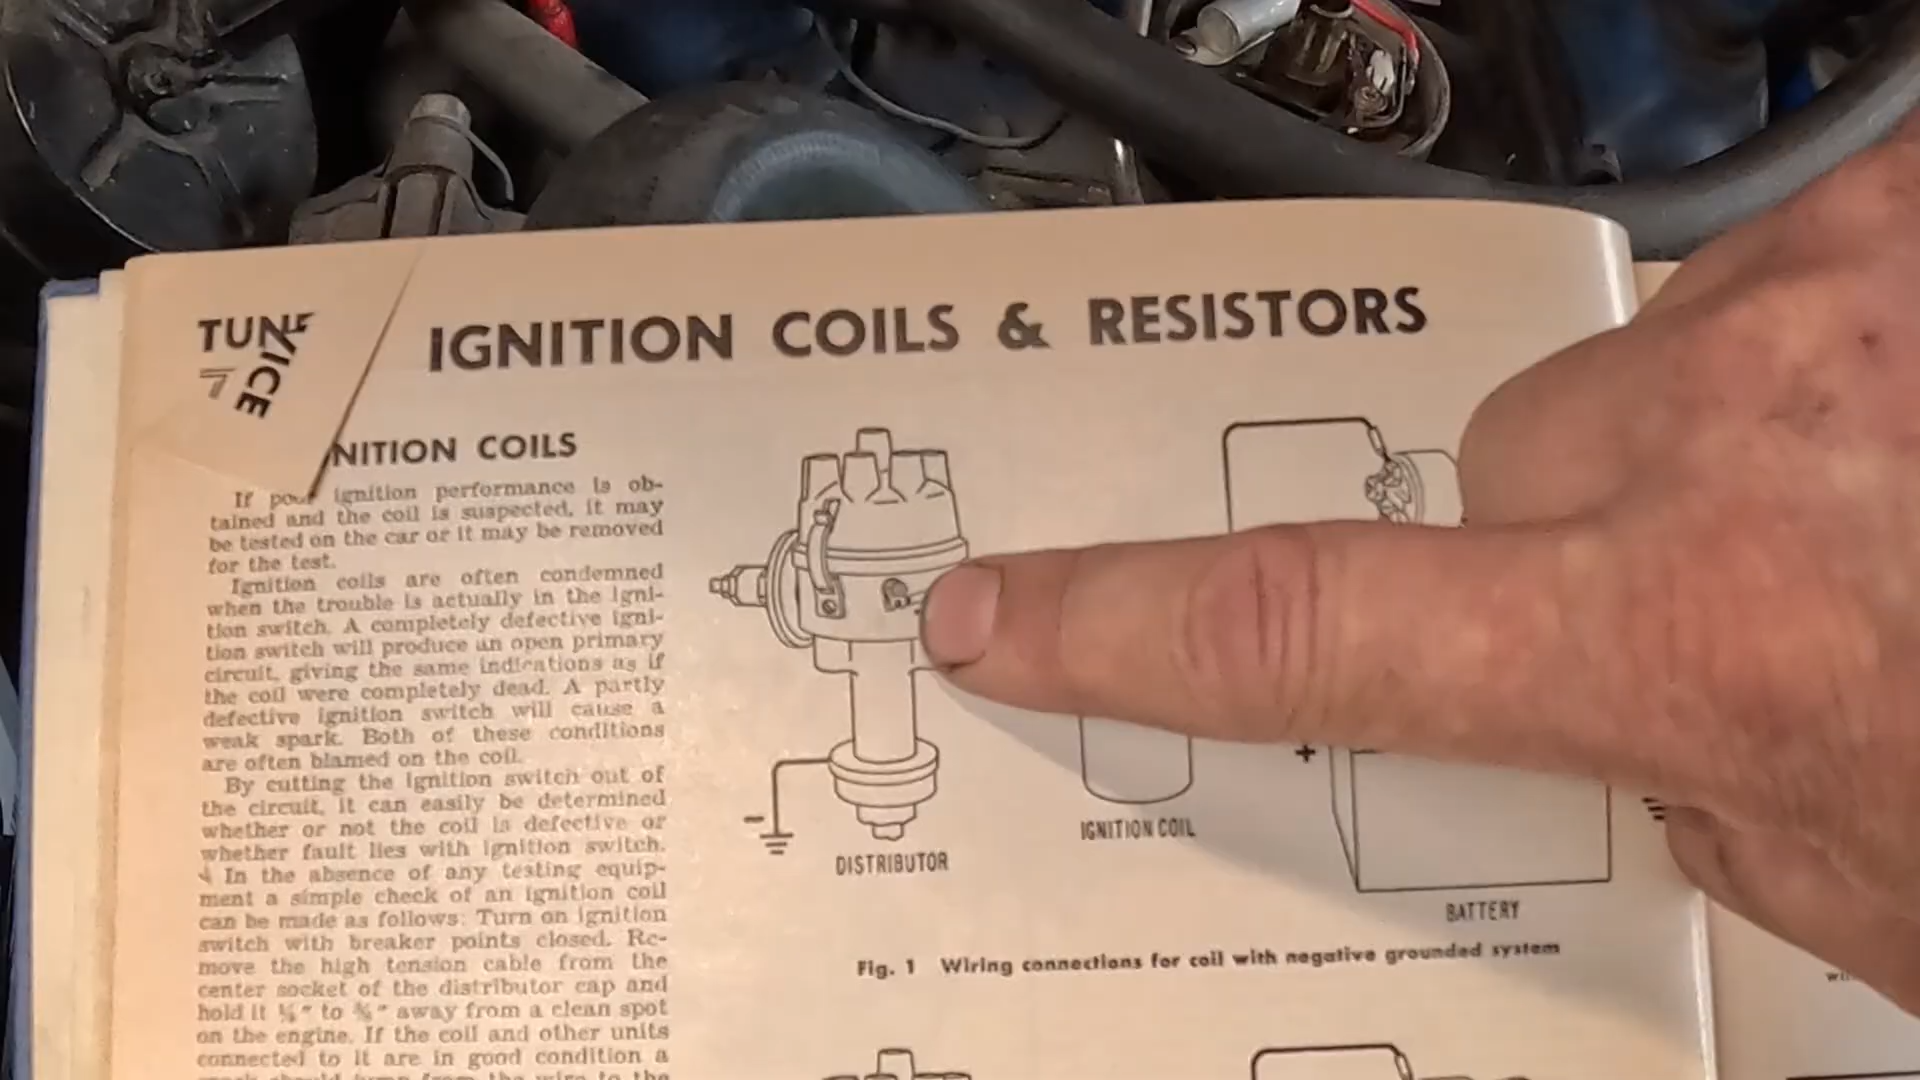 TUNE
7
VICE
IGNITION COILS & RESISTORS
NITION COILS
If poor ignition performance is ob-
tained and the coil is suspected, it may
be tested on the car or it may be removed
for the test.
Ignition coils are often condemned
when the trouble is actually in the igni-
tion switch. A completely defective igni-
tion switch will produce an open primary
circuit, giving the same indications as if
the coil were completely dead. A partly
defective ignition switch will cause a
weak spark. Both of these conditions
are often blamed on the coil.
By cutting the ignition switch out of
the circuit, it can easily be determined
whether or not the coil is defective or
whether fault lies with ignition switch.
In the absence of any testing equip-
ment a simple check of an ignition coil
can be made as follows: Turn on ignition
switch with breaker points closed. Re-
move the high tension cable from the
center socket of the distributor cap and
hold it to away from a clean spot
on the engine. If the coil and other units
connected to it are in good condition a
spark should jump from the wire to the
-
DISTRIBUTOR
IGNITION COIL
+
BATTERY
Fig. 1 Wiring connections for coil with negative grounded system